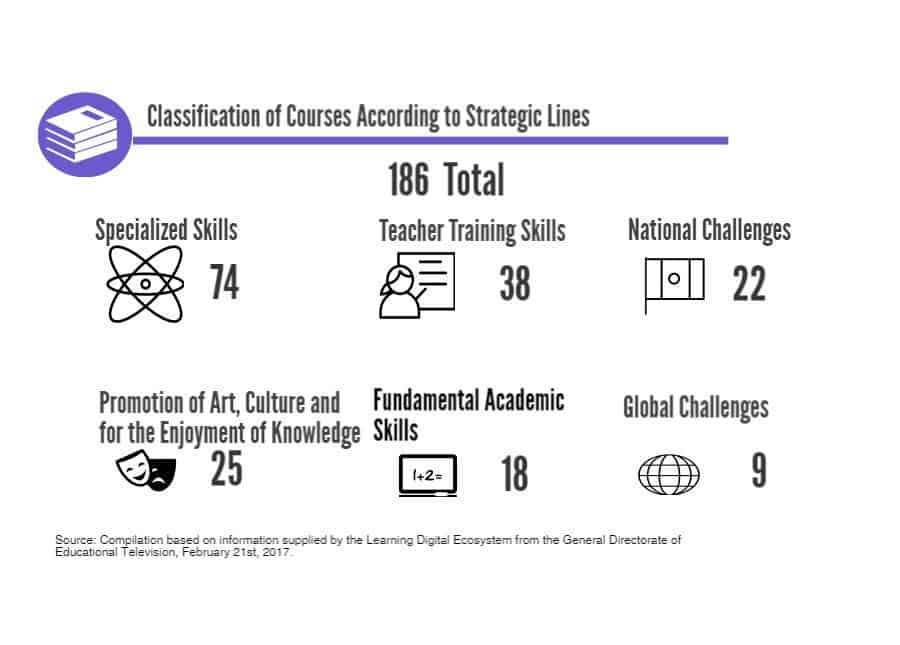 Classification of Courses According to Strategic Lines
186 Total
Specialized Skills
74
Teacher Training Skills
38
National Challenges
22
Promotion of Art, Culture and
for the Enjoyment of Knowledge
25
Fundamental Academic
Skills
1+2=
18
Global Challenges
9
Source: Compilation based on information supplied by the Learning Digital Ecosystem from the General Directorate of
Educational Television, February 21st, 2017.